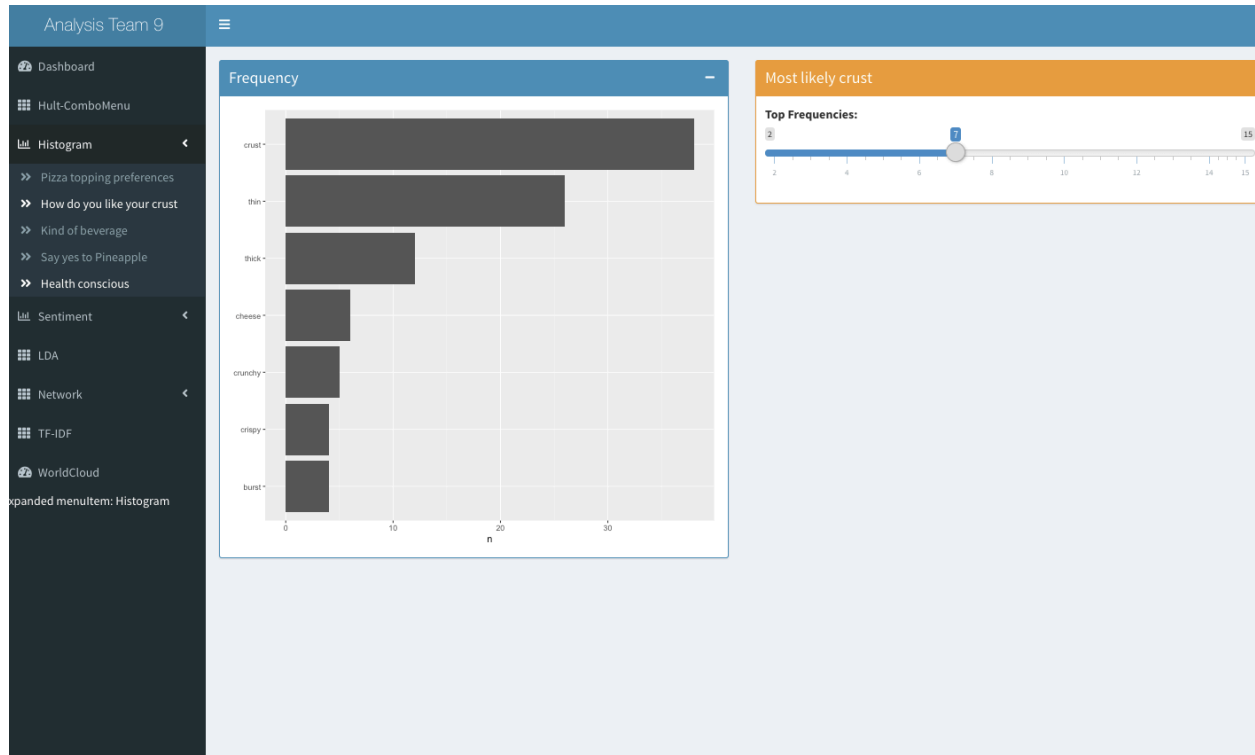 Analysis Team 9
Dashboard
Hult-ComboMenu
Histogram
Pizza topping preferences
How do you like your crust
Kind of beverage
Say yes to Pineapple
Health conscious
Sentiment
LDA
Network
TF-IDF
WorldCloud
xpanded menuItem: Histogram
Frequency
crust
thin
thick
cheese
crunchy
crispy
burst
0 10 20 30
n
Most likely crust
Top Frequencies:
2 7 15
2 4 6 8 10 12 14 15